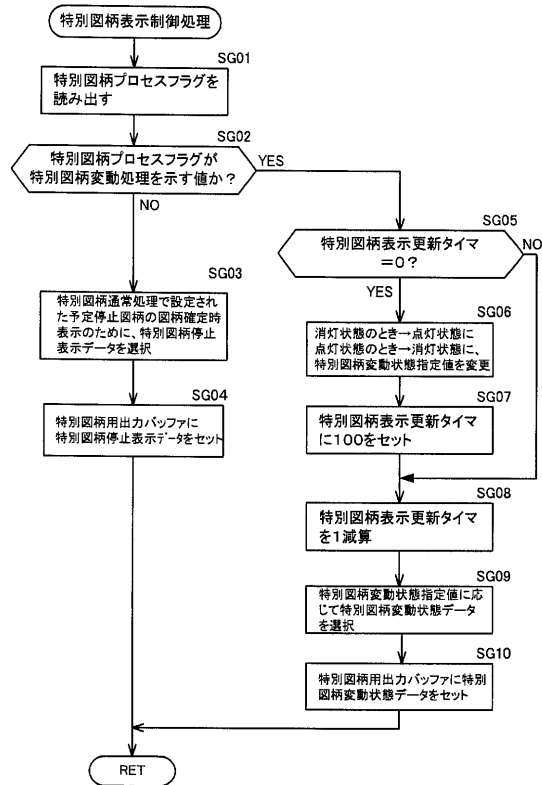 特別図柄表示制御処理
SG01
特別図柄プロセスフラグを
読み出す
SG02
特別図柄プロセスフラグが
特別図柄変動処理を示す値か？
YES
NO
SG03
特別図柄通常処理で設定され
た予定停止図柄の図柄確定時
表示のために、特別図柄停止
表示データを選択
SG04
特別図柄用出力バッファに
特別図柄停止表示データをセット
SG05
特別図柄表示更新タイマ
＝0？
NO
YES
SG06
消灯状態のとき→点灯状態に
点灯状態のとき→消灯状態に、
特別図柄変動状態指定値を変更
SG07
特別図柄表示更新タイマ
に100をセット
SG08
特別図柄表示更新タイマ
を1減算
SG09
特別図柄変動状態指定値に応
じて特別図柄変動状態データ
を選択
SG10
特別図柄用出力バッファに特別
図柄変動状態データをセット
RET